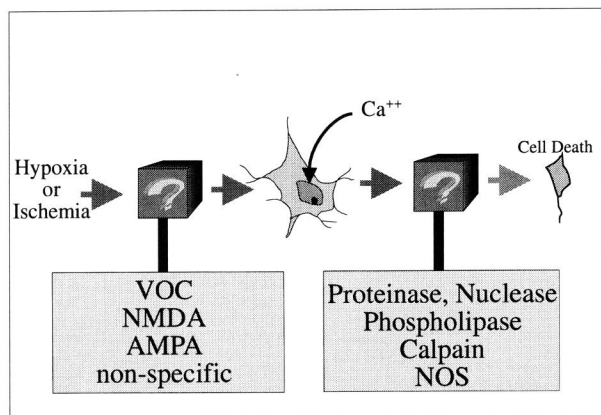 Ca++
Cell Death
Hypoxia
or
Ischemia
?
?
VOC
NMDA
AMPA
non-specific
Proteinase, Nuclease
Phospholipase
Calpain
NOS